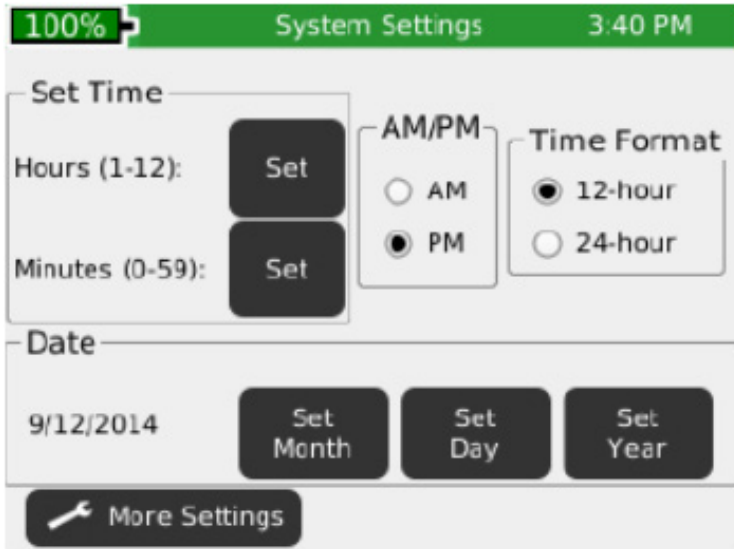 100% System Settings 3:40 PM
Set Time
Hours (1-12): Set
Minutes (0-59): Set
AM/PM
AM
PM
Time Format
12-hour
24-hour
Date
9/12/2014
Set Month
Set Day
Set Year
More Settings